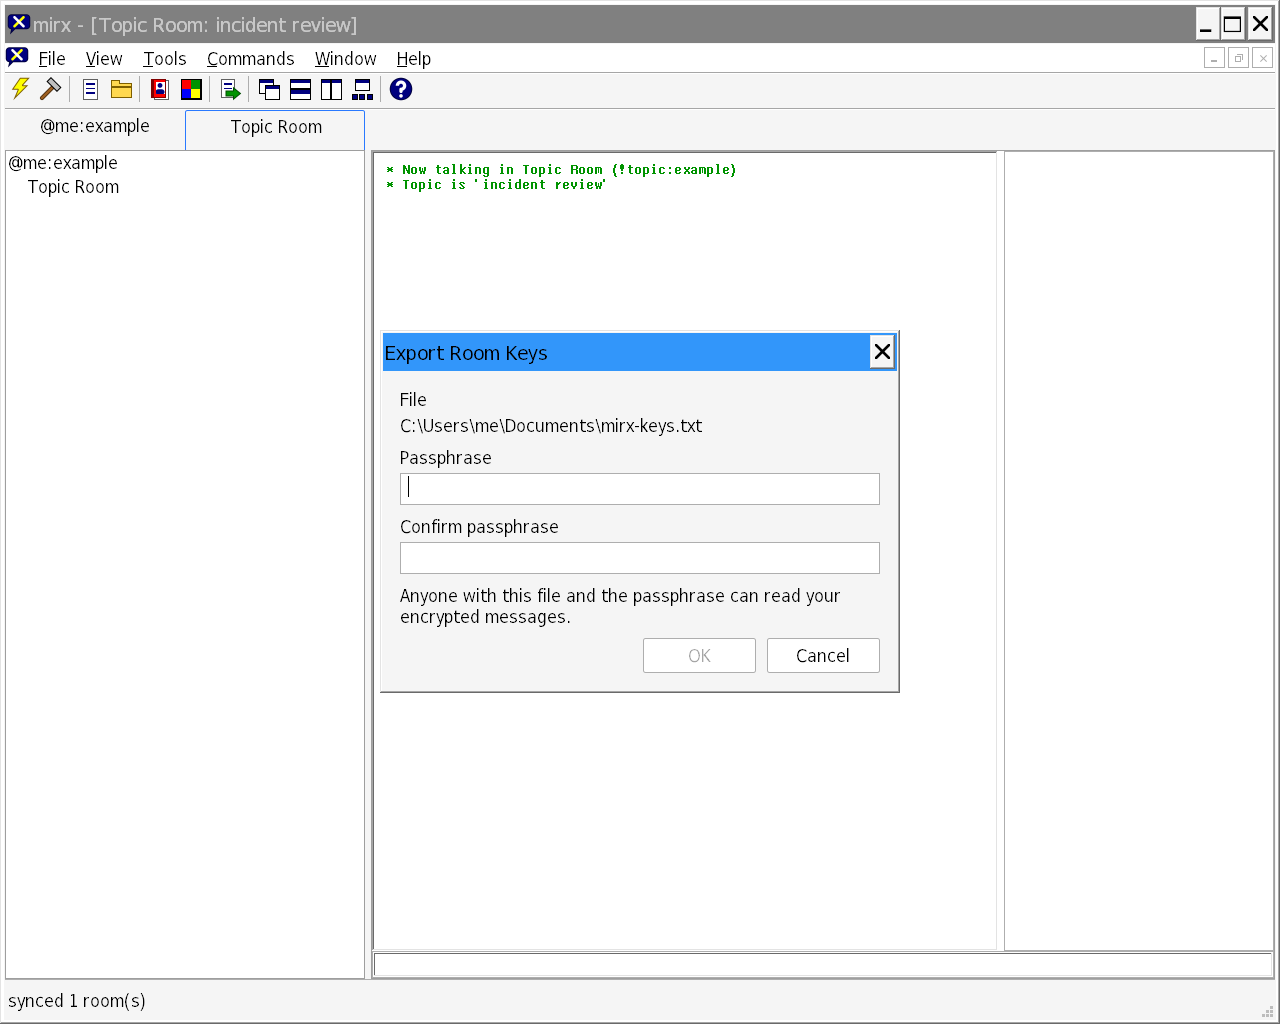 mirx - [Topic Room: incident review]
File View Tools Commands Window Help
@me:example Topic Room
@me:example
Topic Room
* Now talking in Topic Room (!topic:example)
* Topic is 'incident review'
Export Room Keys
File
C:\Users\me\Documents\mirx-keys.txt
Passphrase
Confirm passphrase
Anyone with this file and the passphrase can read your
encrypted messages.
OK Cancel
synced 1 room(s)